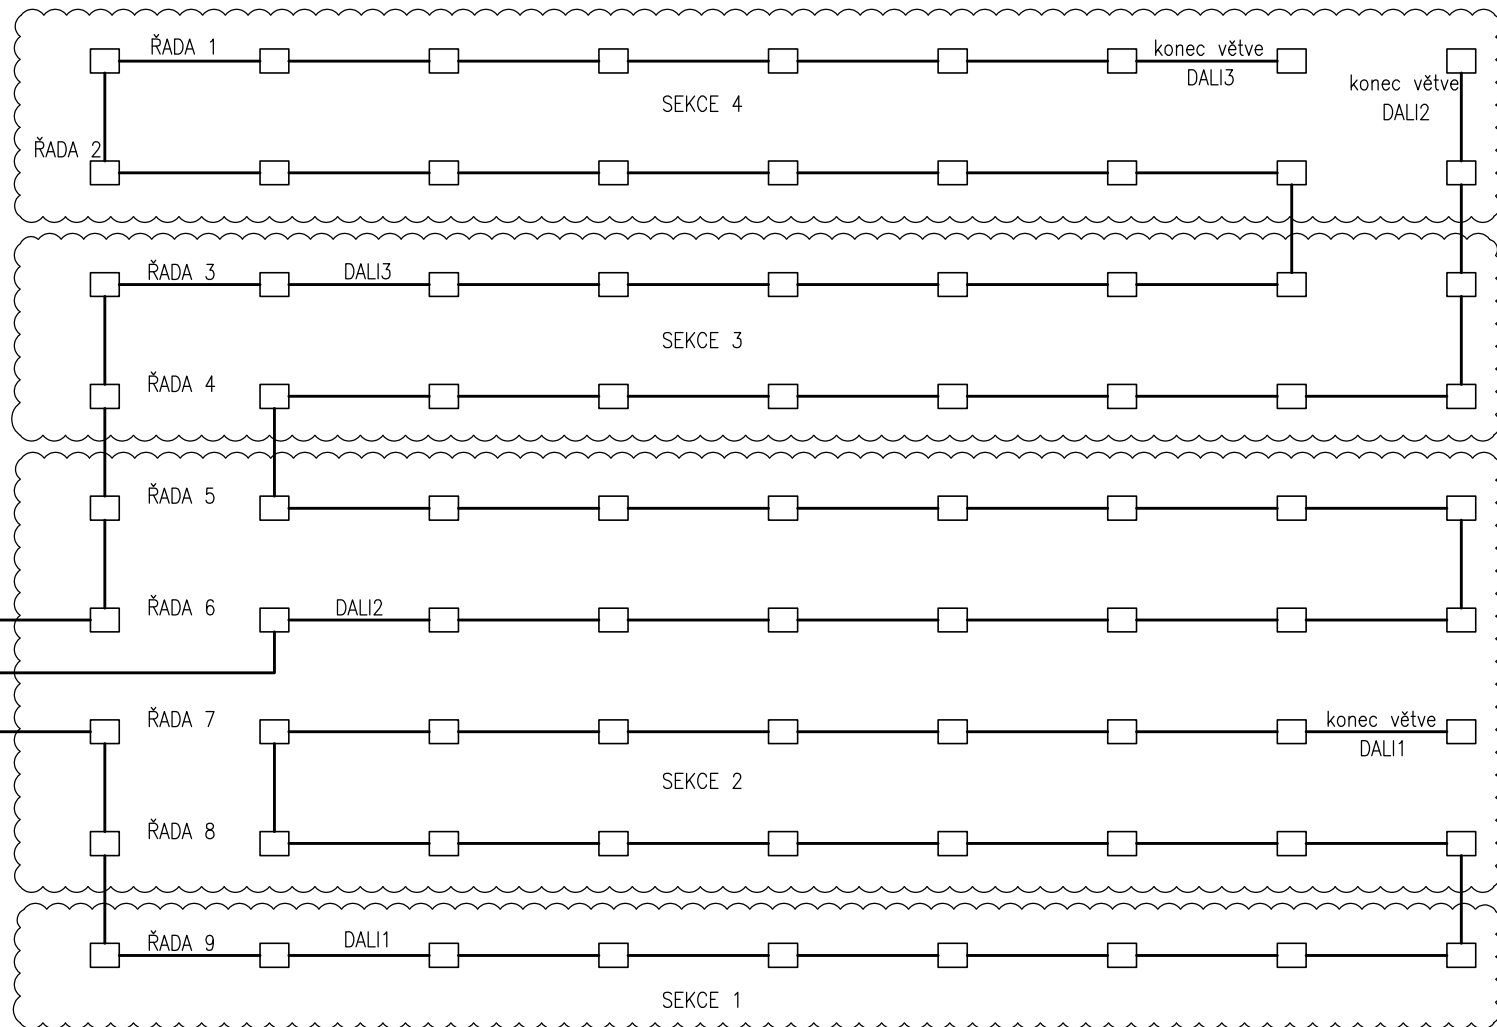 ŘADA 1
konec větve
DALI3
konec větve
DALI2
SEKCE 4
ŘADA 2
ŘADA 3
DALI3
SEKCE 3
ŘADA 4
ŘADA 5
ŘADA 6
DALI2
ŘADA 7
konec větve
DALI1
SEKCE 2
ŘADA 8
ŘADA 9
DALI1
SEKCE 1